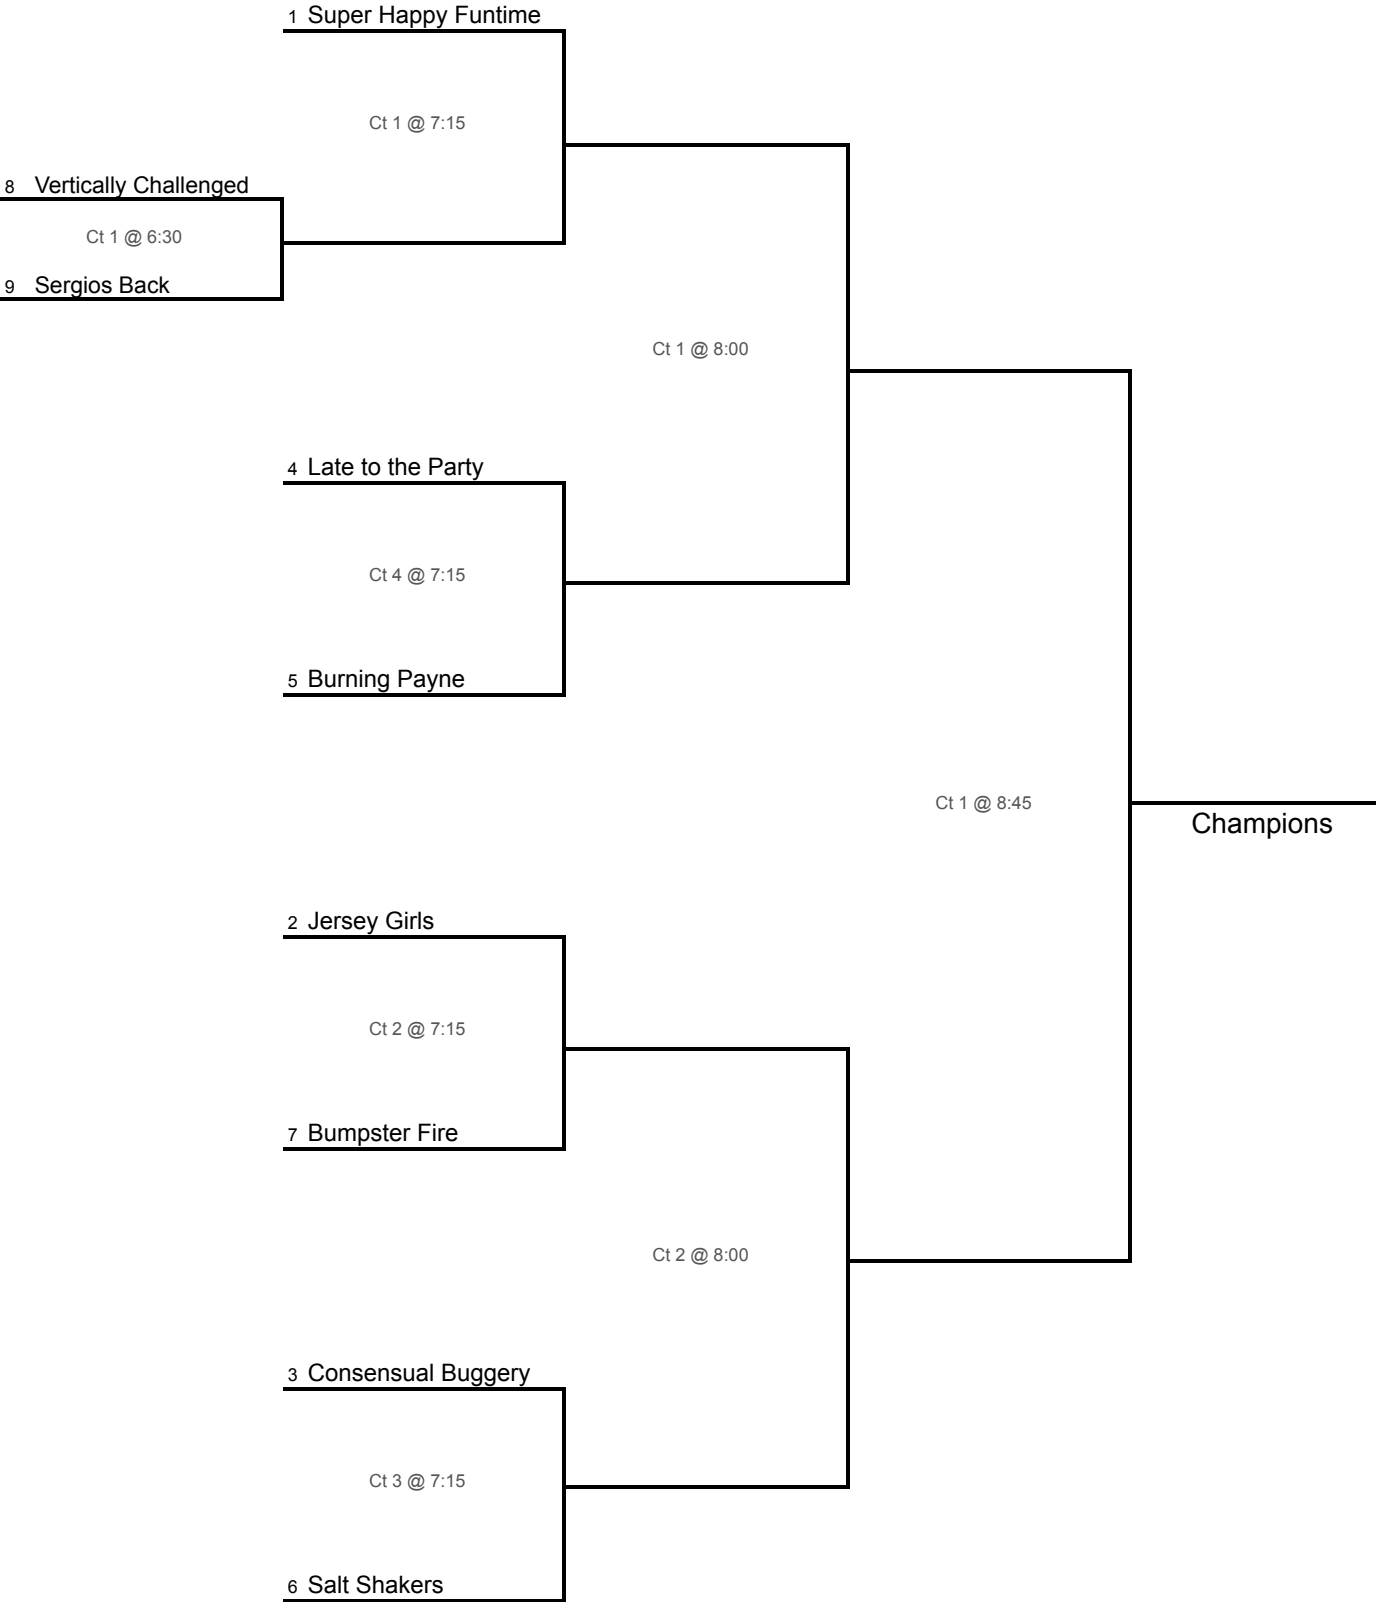 1 Super Happy Funtime
Ct 1 @ 7:15
8 Vertically Challenged
Ct 1 @ 6:30
9 Sergios Back
Ct 1 @ 8:00
4 Late to the Party
Ct 4 @ 7:15
5 Burning Payne
Ct 1 @ 8:45
Champions
2 Jersey Girls
Ct 2 @ 7:15
7 Bumpster Fire
Ct 2 @ 8:00
3 Consensual Buggery
Ct 3 @ 7:15
6 Salt Shakers